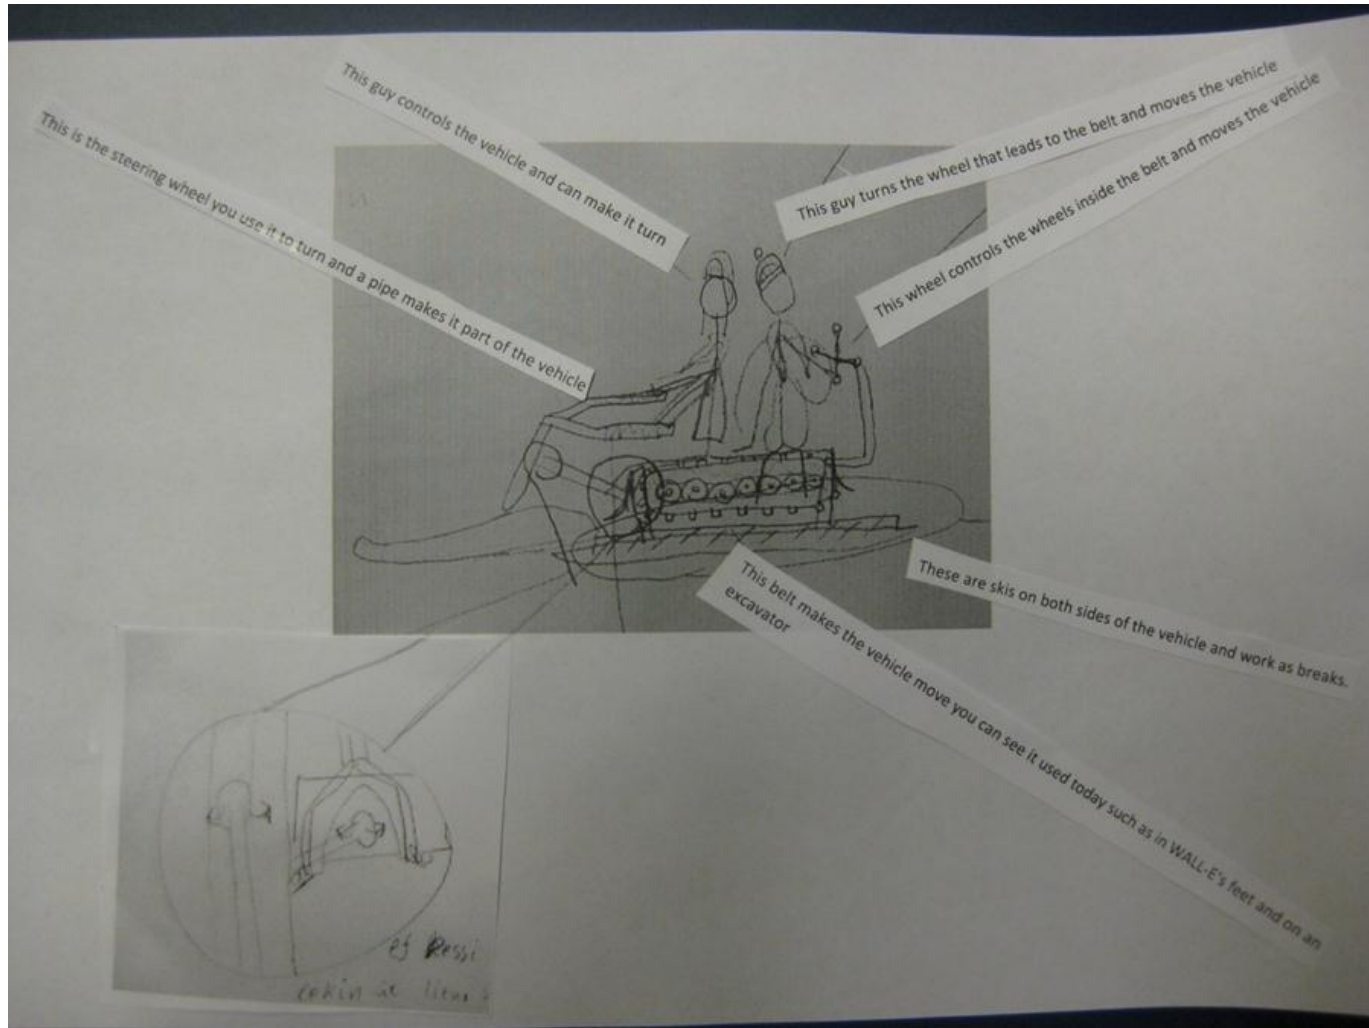 This guy controls the vehicle and can make it turn
This guy turns the wheel that leads to the belt and moves the vehicle
This is the steering wheel you use it to turn and a pipe makes it part of the vehicle
This wheel controls the wheels inside the belt and moves the vehicle
These are skis on both sides of the vehicle and work as breaks.
This belt makes the vehicle move you can see it used today such as in WALL-E's feet and on an
excavator
ef þessi